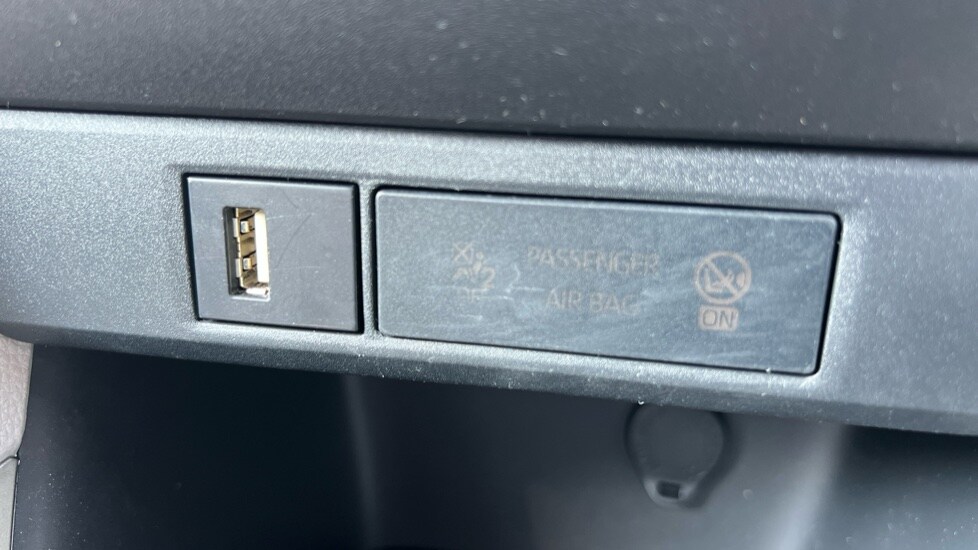 PASSENGER
AIR BAG
ON